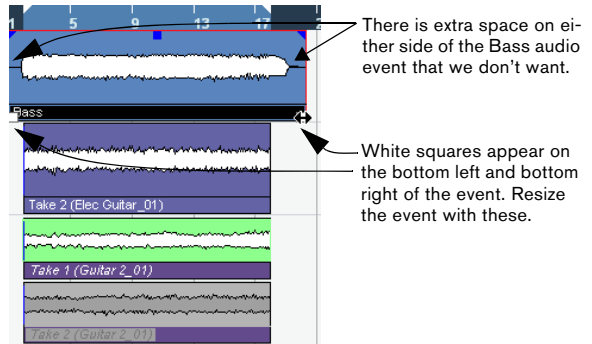 1 5 9 13 17 2
There is extra space on ei-
ther side of the Bass audio
event that we don't want.
Bass
White squares appear on
the bottom left and bottom
right of the event. Resize
the event with these.
Take 2 (Elec Guitar_01)
Take 1 (Guitar 2_01)
Take 2 (Guitar 2_01)